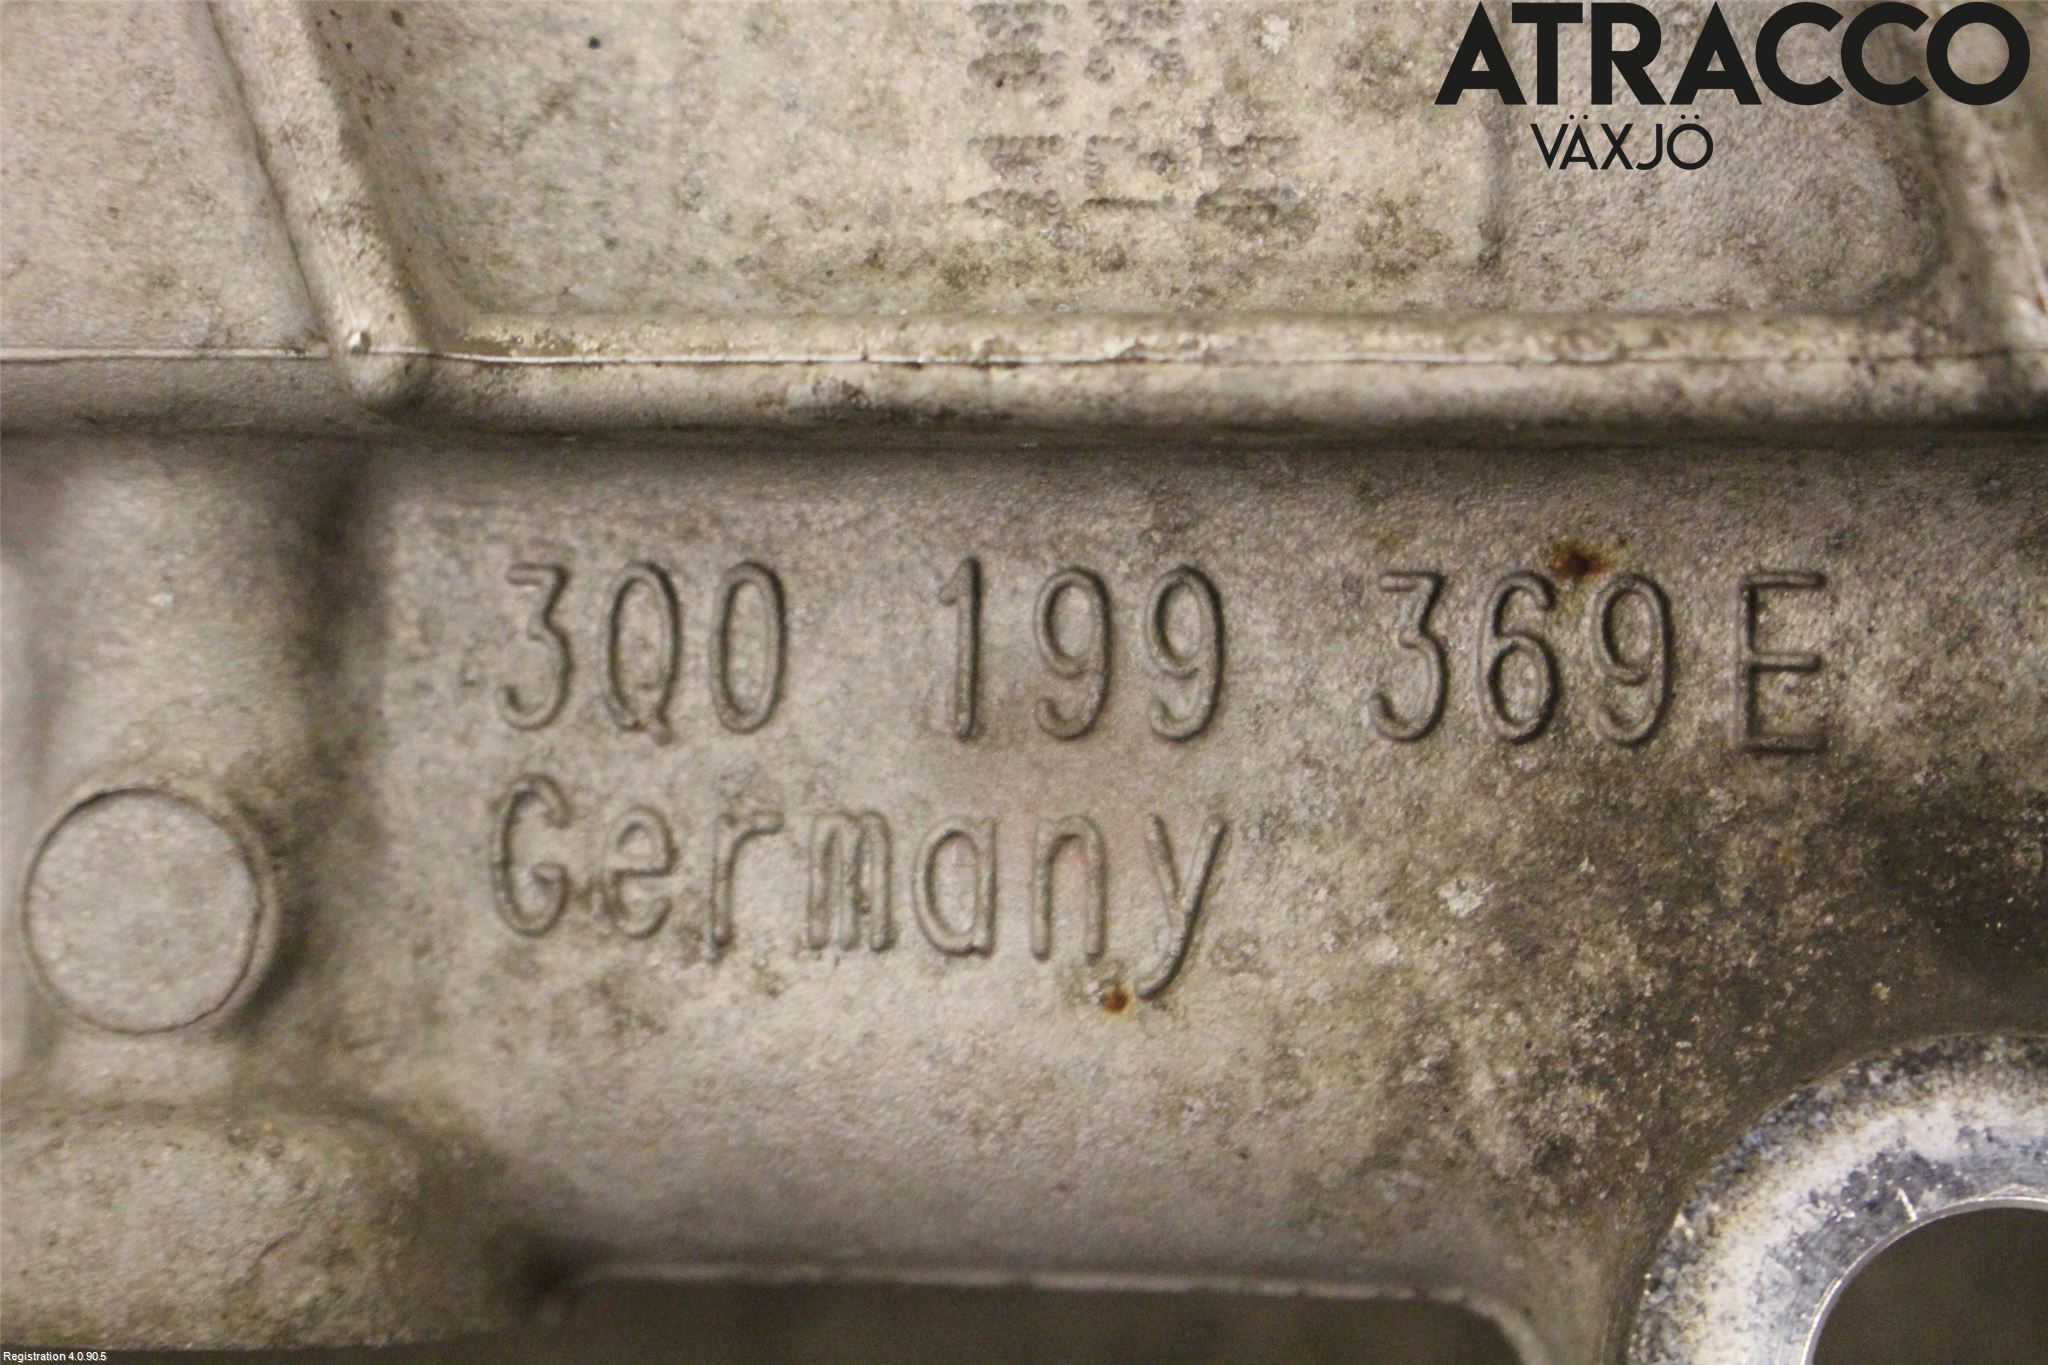 ATRACCO
VÄXJÖ
3Q0 199 369 E
Germany
Registration 4.0.90.5